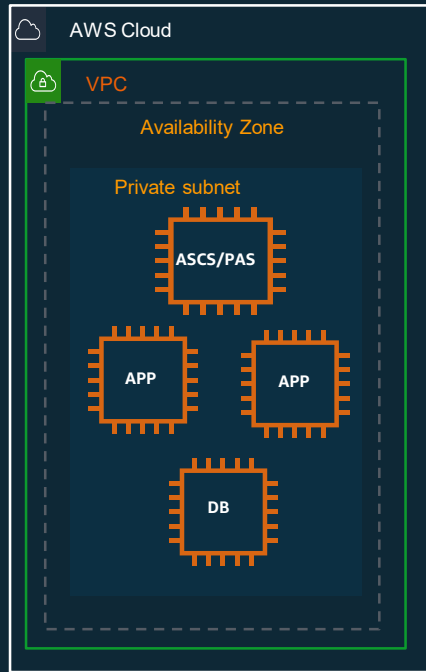 AWS Cloud
VPC
Availability Zone
Private subnet
ASCS/PAS
APP
APP
DB